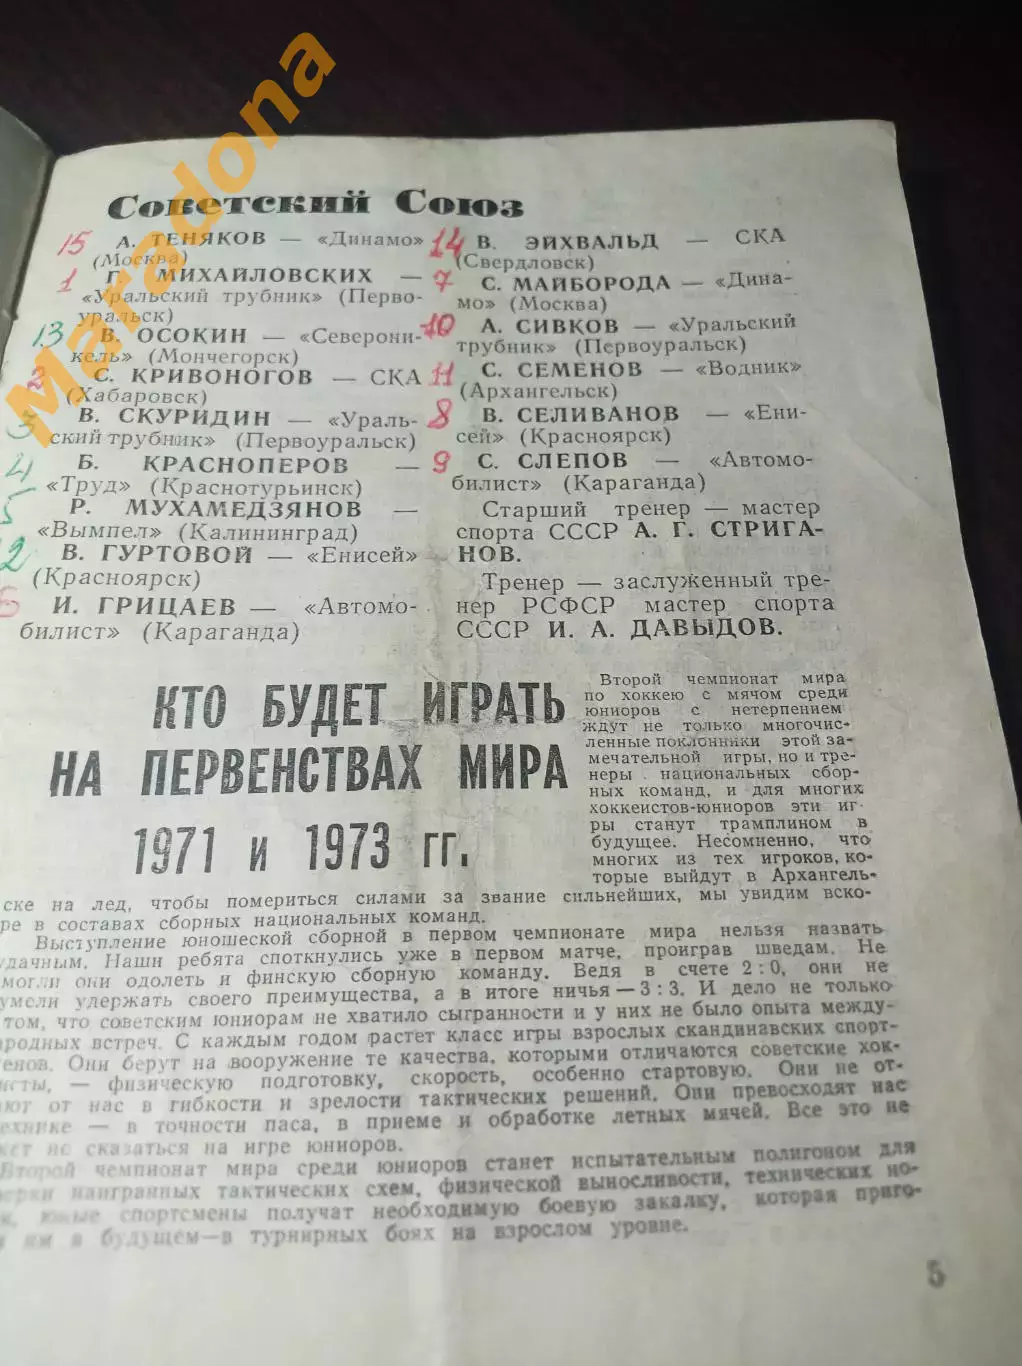 Maradona
Советский Союз
15 А. ТЕНЯКОВ — «Динамо»
(Москва)
1 Г. МИХАЙЛОВСКИХ —
«Уральский трубник» (Перво-
уральск)
13 В. ОСОКИН — «Северони-
кель» (Мончегорск)
2 С. КРИВОНОГОВ — СКА
(Хабаровск)
3 В. СКУРИДИН — «Ураль-
ский трубник» (Первоуральск)
4 Б. КРАСНОПЕРОВ —
«Труд» (Краснотурьинск)
5 Р. МУХАМЕДЗЯНОВ —
«Вымпел» (Калининград)
2 В. ГУРТОВОЙ — «Енисей»
(Красноярск)
И. ГРИЦАЕВ — «Автомо-
билист» (Караганда)
14 В. ЭЙХВАЛЬД — СКА
(Свердловск)
7 С. МАЙБОРОДА — «Дина-
мо» (Москва)
10 А. СИВКОВ — «Уральский
трубник» (Первоуральск)
11 С. СЕМЕНОВ — «Водник»
(Архангельск)
8 В. СЕЛИВАНОВ — «Ени-
сей» (Красноярск)
9 С. СЛЕПОВ — «Автомо-
билист» (Караганда)
Старший тренер — мастер
спорта СССР А. Г. СТРИГА-
НОВ.
Тренер — заслуженный тре-
нер РСФСР мастер спорта
СССР И. А. ДАВЫДОВ.
КТО БУДЕТ ИГРАТЬ
НА ПЕРВЕНСТВАХ МИРА
1971 и 1973 гг.
Второй чемпионат мира
по хоккею с мячом среди
юниоров с нетерпением
ждут не только многочис-
ленные поклонники этой за-
мечательной игры, но и тре-
неры национальных сбор-
ных команд, и для многих
хоккеистов-юниоров эти иг-
ры станут трамплином в
будущее. Несомненно, что
многих из тех игроков, ко-
торые выйдут в Архангель-
ске на лед, чтобы помериться силами за звание сильнейших, мы увидим вско-
ре в составах сборных национальных команд.
Выступление юношеской сборной в первом чемпионате мира нельзя назвать
удачным. Наши ребята споткнулись уже в первом матче, проиграв шведам. Не
могли они одолеть и финскую сборную команду. Ведя в счете 2:0, они не
умели удержать своего преимущества, а в итоге ничья — 3:3. И дело не только
том, что советским юниорам не хватило сыгранности и у них не было опыта между-
ародных встреч. С каждым годом растет класс игры взрослых скандинавских спорт-
енов. Они берут на вооружение те качества, которыми отличаются советские хок-
исты, — физическую подготовку, скорость, особенно стартовую. Они не от-
ают от нас в гибкости и зрелости тактических решений. Они превосходят нас
ехнике — в точности паса, в приеме и обработке летных мячей. Все это не
жет не сказаться на игре юниоров.
Второй чемпионат мира среди юниоров станет испытательным полигоном для
ерки наигранных тактических схем, физической выносливости, технических но-
к, юные спортсмены получат необходимую боевую закалку, которая приго-
 им в будущем — в турнирных боях на взрослом уровне.
5